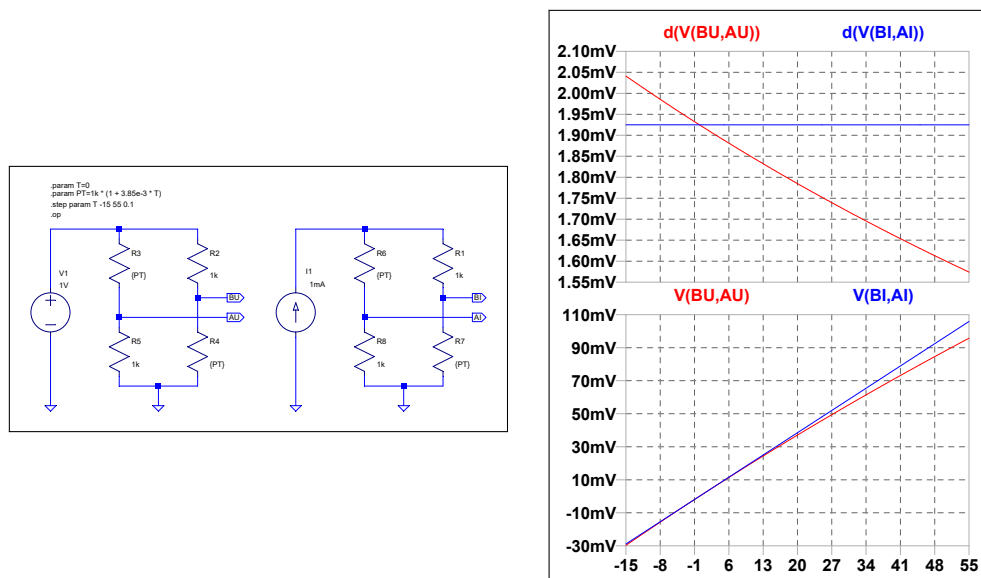 .param T=0
.param PT=1k * (1 + 3.85e-3 * T)
.step param T -15 55 0.1
.op
V1
1V
R3
{PT}
R2
1k
BU
AU
R5
1k
R4
{PT}
I1
1mA
R6
{PT}
R1
1k
BI
AI
R8
1k
R7
{PT}
d(V(BU,AU)) d(V(BI,AI))
2.10mV
2.05mV
2.00mV
1.95mV
1.90mV
1.85mV
1.80mV
1.75mV
1.70mV
1.65mV
1.60mV
1.55mV
V(BU,AU) V(BI,AI)
110mV
90mV
70mV
50mV
30mV
10mV
-10mV
-30mV
-15 -8 -1 6 13 20 27 34 41 48 55